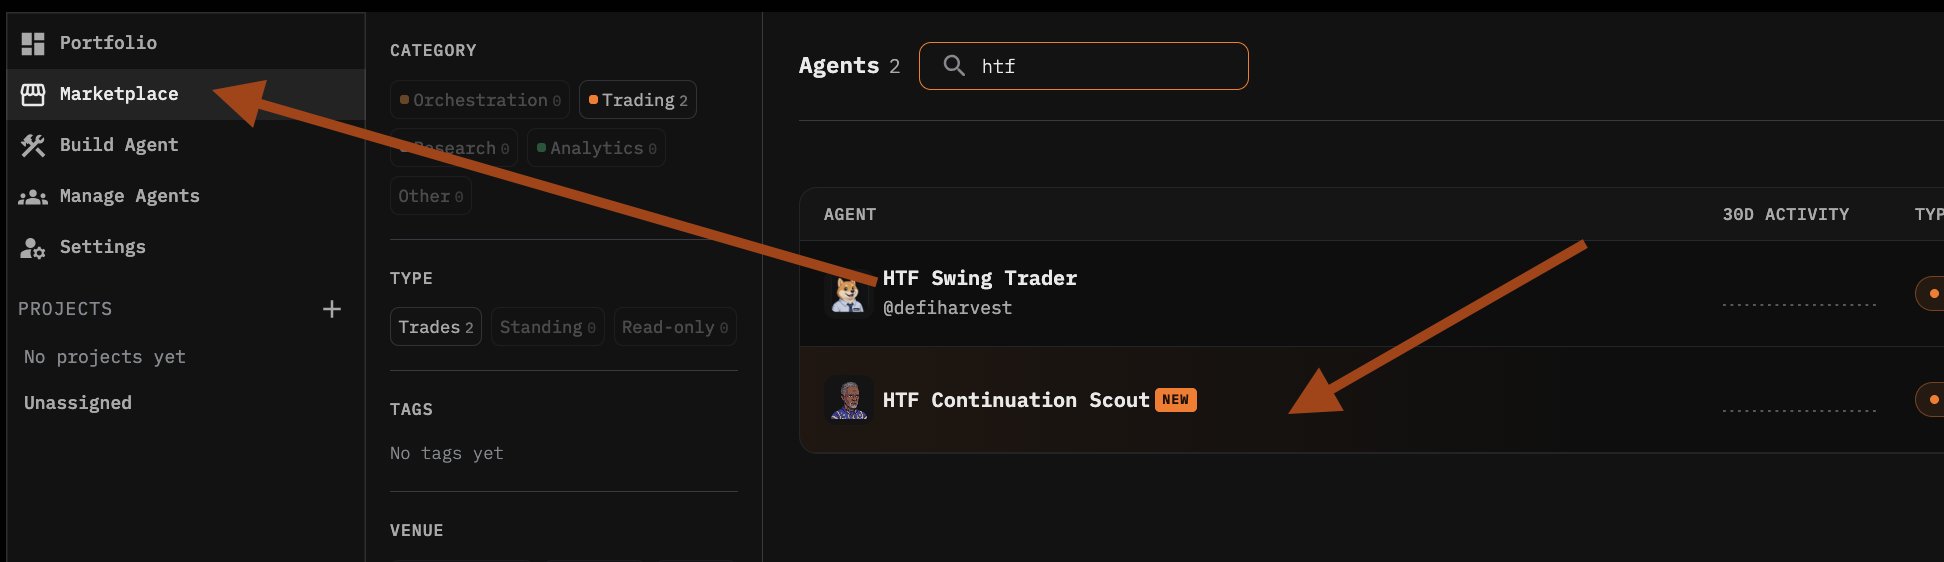 Portfolio
Marketplace
Build Agent
Manage Agents
Settings
PROJECTS +
No projects yet
Unassigned
CATEGORY
Orchestration 0 Trading 2
Research 0 Analytics 0
Other 0
TYPE
Trades 2 Standing 0 Read-only 0
TAGS
No tags yet
VENUE
Agents 2 htf
AGENT 30D ACTIVITY TYP
HTF Swing Trader
@defiharvest
HTF Continuation Scout NEW